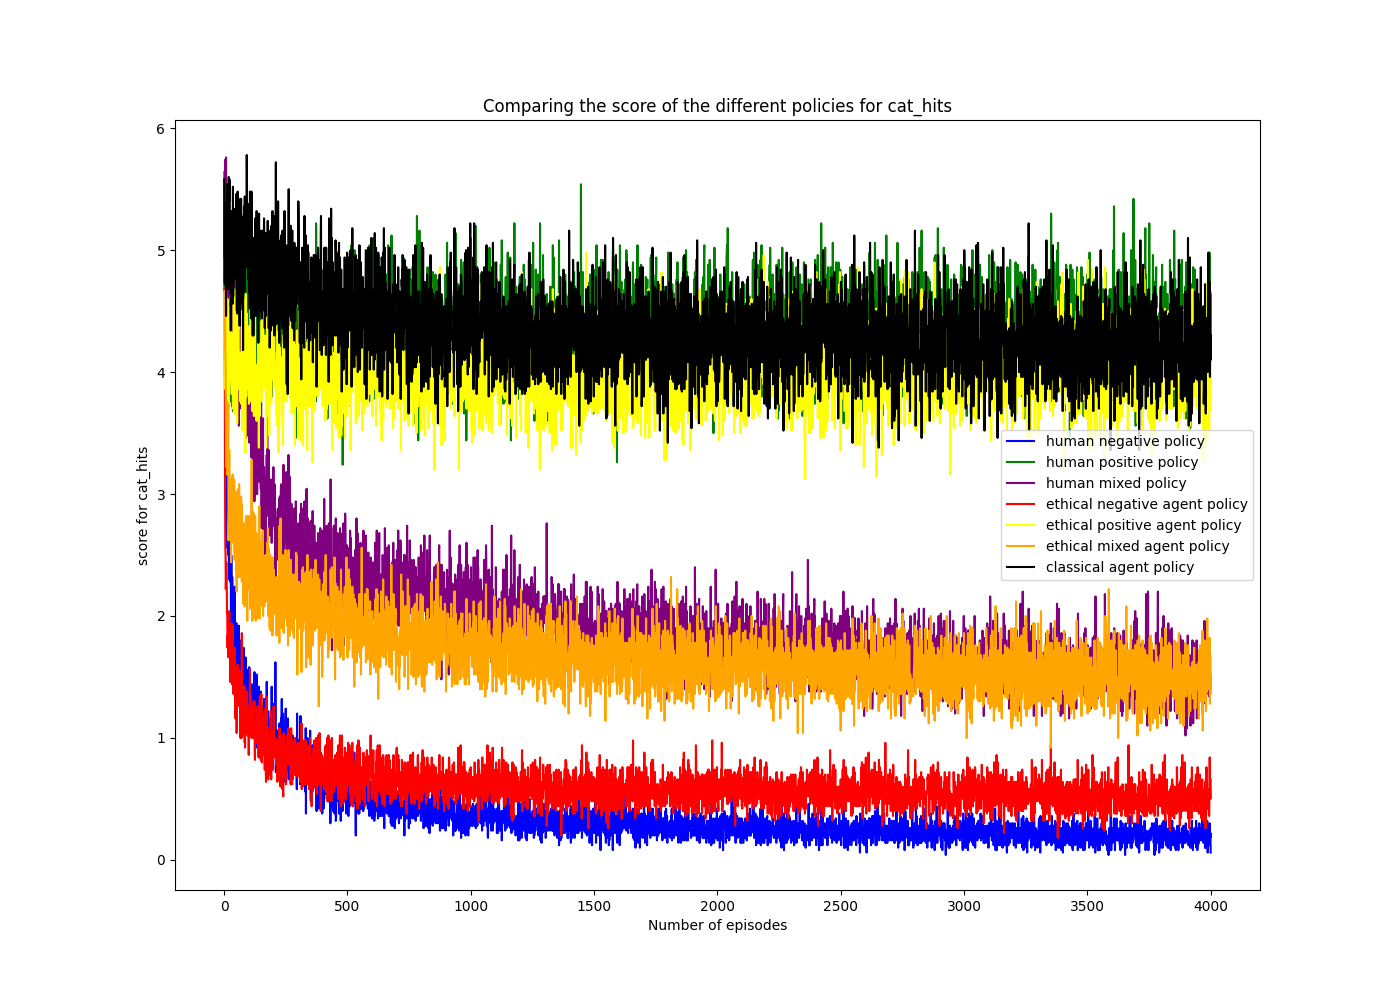 Comparing the score of the different policies for cat_hits
6
5
4
3
2
1
0
score for cat_hits
human negative policy
human positive policy
human mixed policy
ethical negative agent policy
ethical positive agent policy
ethical mixed agent policy
classical agent policy
0 500 1000 1500 2000 2500 3000 3500 4000
Number of episodes